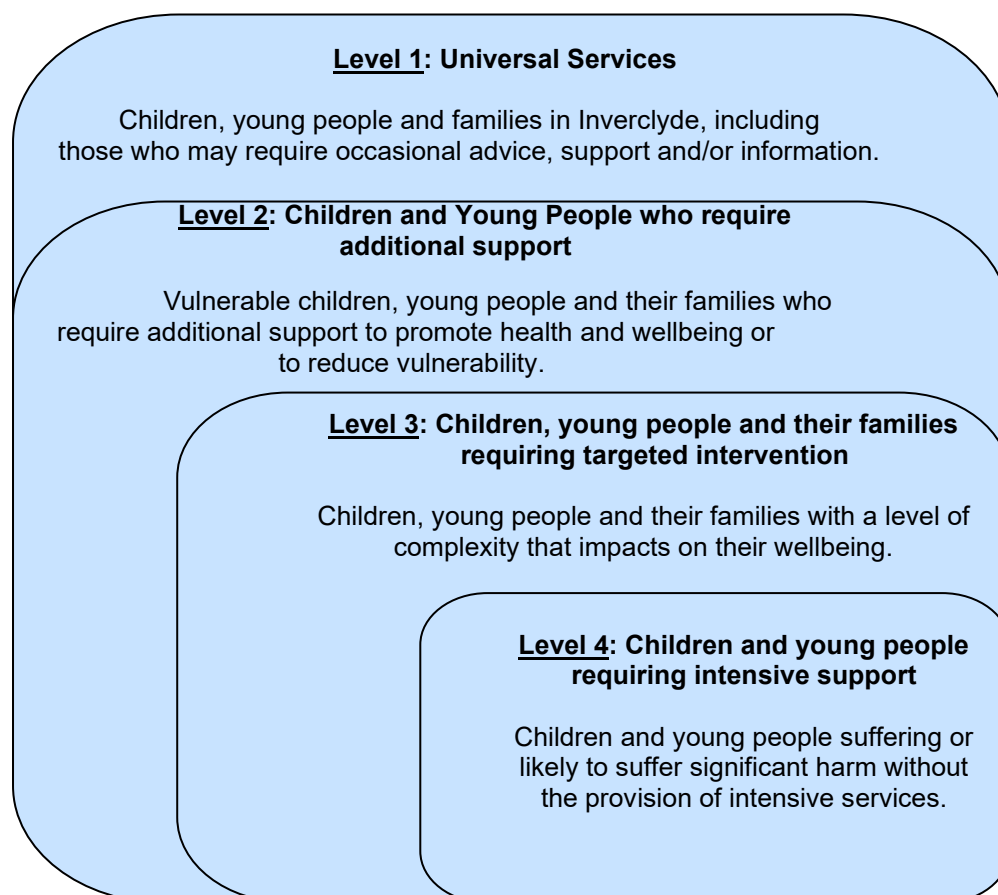 Level 1: Universal Services
Children, young people and families in Inverclyde, including
those who may require occasional advice, support and/or information.
Level 2: Children and Young People who require
additional support
Vulnerable children, young people and their families who
require additional support to promote health and wellbeing or
to reduce vulnerability.
Level 3: Children, young people and their families
requiring targeted intervention
Children, young people and their families with a level of
complexity that impacts on their wellbeing.
Level 4: Children and young people
requiring intensive support
Children and young people suffering or
likely to suffer significant harm without
the provision of intensive services.